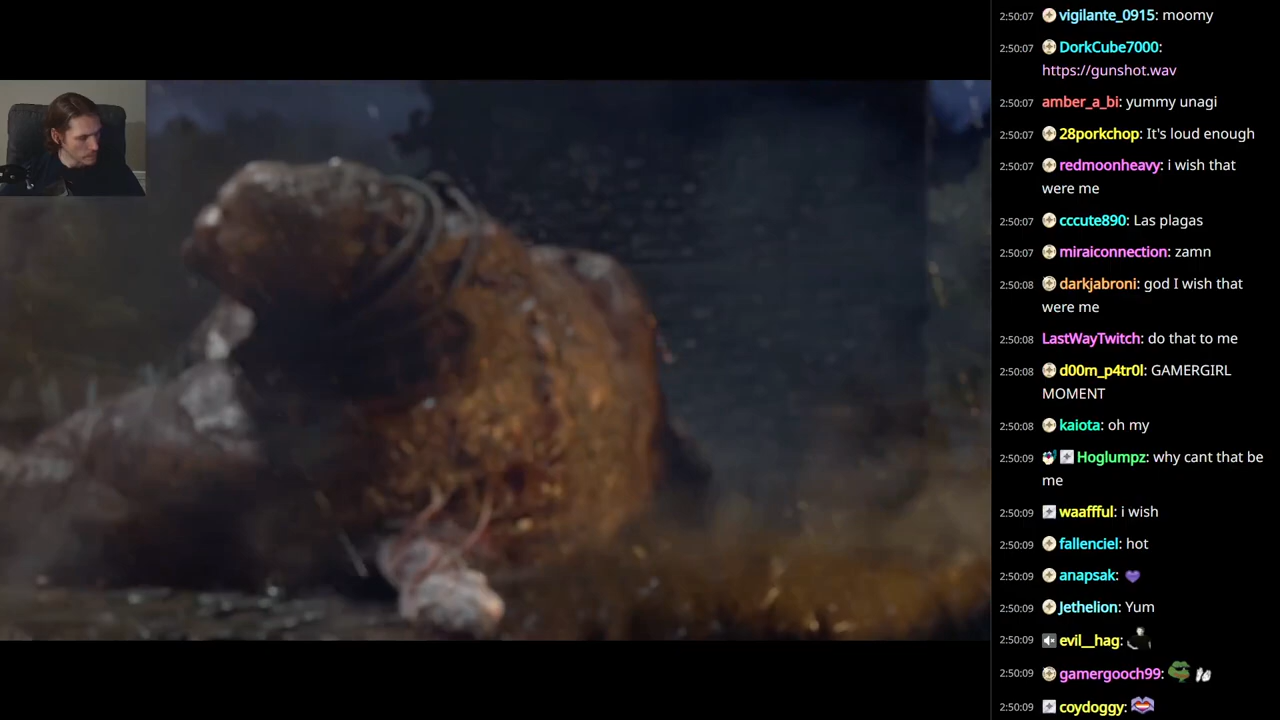 2:50:07 vigilante_0915: moomy
2:50:07 DorkCube7000:
https://gunshot.wav
2:50:07 amber_a_bi: yummy unagi
2:50:07 28porkchop: It's loud enough
2:50:07 redmoonheavy: i wish that
were me
2:50:07 cccute890: Las plagas
2:50:07 miraiconnection: zamn
2:50:08 darkjabroni: god I wish that
were me
2:50:08 LastWayTwitch: do that to me
2:50:08 d00m_p4tr0l: GAMERGIRL
MOMENT
2:50:08 kaiota: oh my
2:50:09 Hoglumpz: why cant that be
me
2:50:09 waaffful: i wish
2:50:09 fallenciel: hot
2:50:09 anapsak:
2:50:09 Jethelion: Yum
2:50:09 evil__hag:
2:50:09 gamergooch99:
2:50:09 coydoggy: